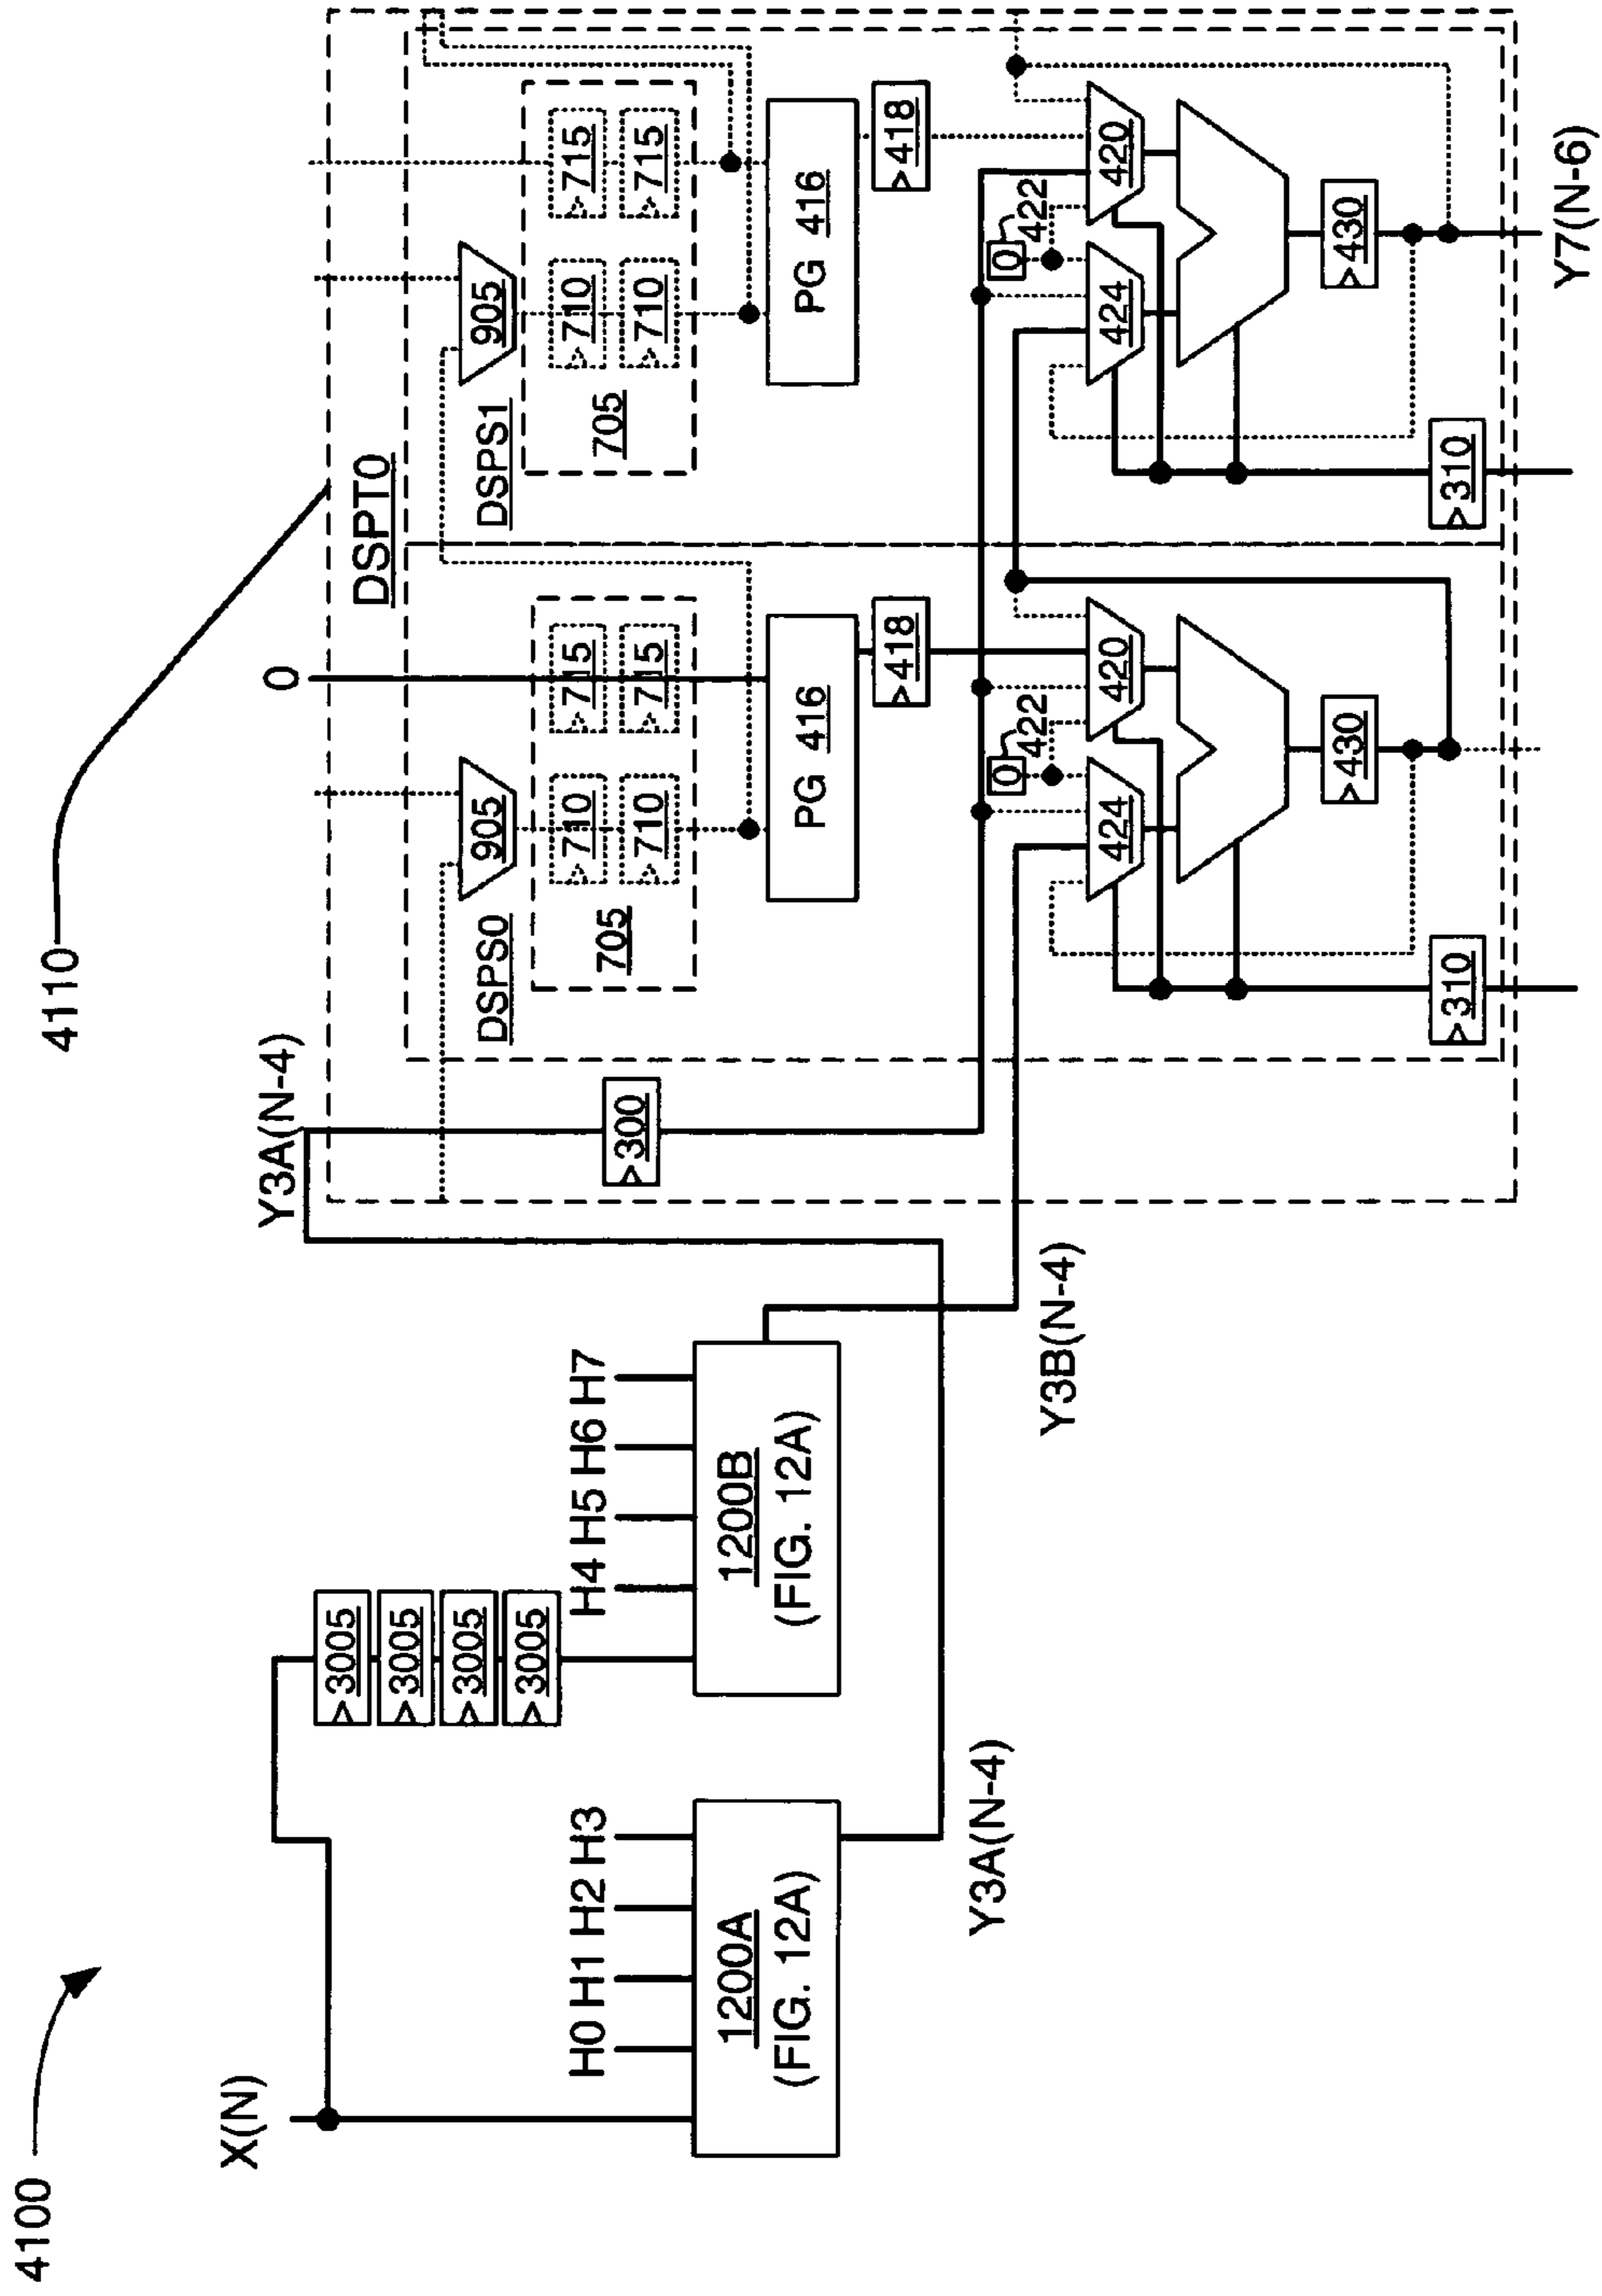 4100
X(N)
H0 H1 H2 H3
1200A
(FIG. 12A)
Y3A(N-4)
>3005
>3005
>3005
>3005
H4 H5 H6 H7
1200B
(FIG. 12A)
Y3B(N-4)
Y3A(N-4)
>300
4110
DSPT0
DSPS0
905
0
705
>710
>715
>710
>715
PG 416
>418
0
422
424
420
>430
>310
DSPS1
905
705
>710
>715
>710
>715
PG 416
>418
0
422
424
420
>430
>310
Y7(N-6)